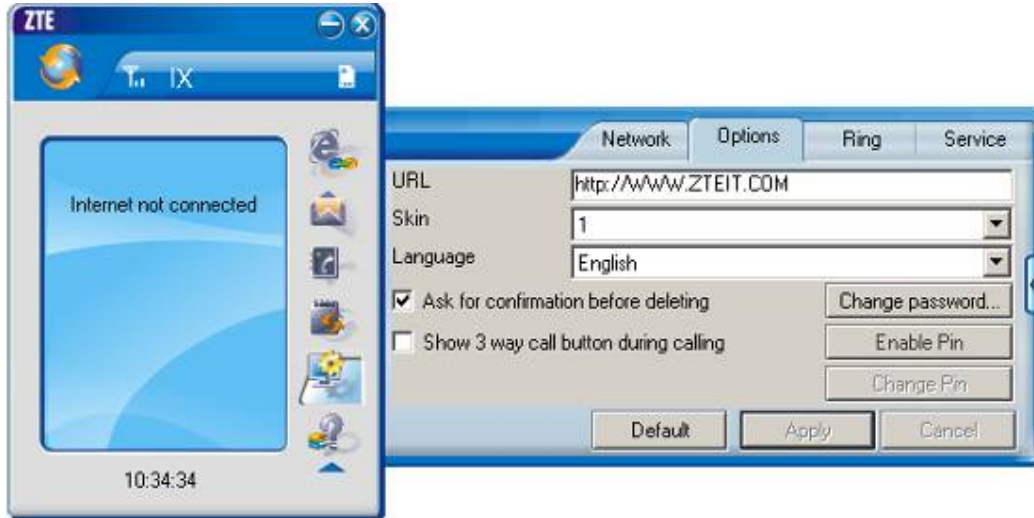 ZTE
1X
Internet not connected
10:34:34
Network Options Ring Service
URL http://WWW.ZTEIT.COM
Skin 1
Language English
Ask for confirmation before deleting Change password...
Show 3 way call button during calling Enable Pin
Change Pin
Default Apply Cancel